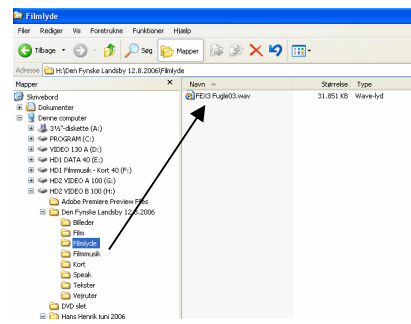 Filmlyde
Filer Rediger Vis Foretrukne Funktioner Hjælp
Tilbage Søg Mapper
Adresse H:\Den Fynske Landsby 12.8.2006\Filmlyde
Mapper × Navn Størrelse Type
Skrivebord FEX3 Fugle03.wav 31.851 KB Wave-lyd
Dokumenter
Denne computer
3½"-diskette (A:)
PROGRAM (C:)
VIDEO 130 A (D:)
HD1 DATA 40 (E:)
HD1 Filmmusik - Kort 40 (F:)
HD2 VIDEO A 100 (G:)
HD2 VIDEO B 100 (H:)
Adobe Premiere Preview Files
Den Fynske Landsby 12.8.2006
Billeder
Film
Filmlyde
Filmmusik
Kort
Speak
Tekster
Vejruter
DVD slet
Hans Henrik juni 2006